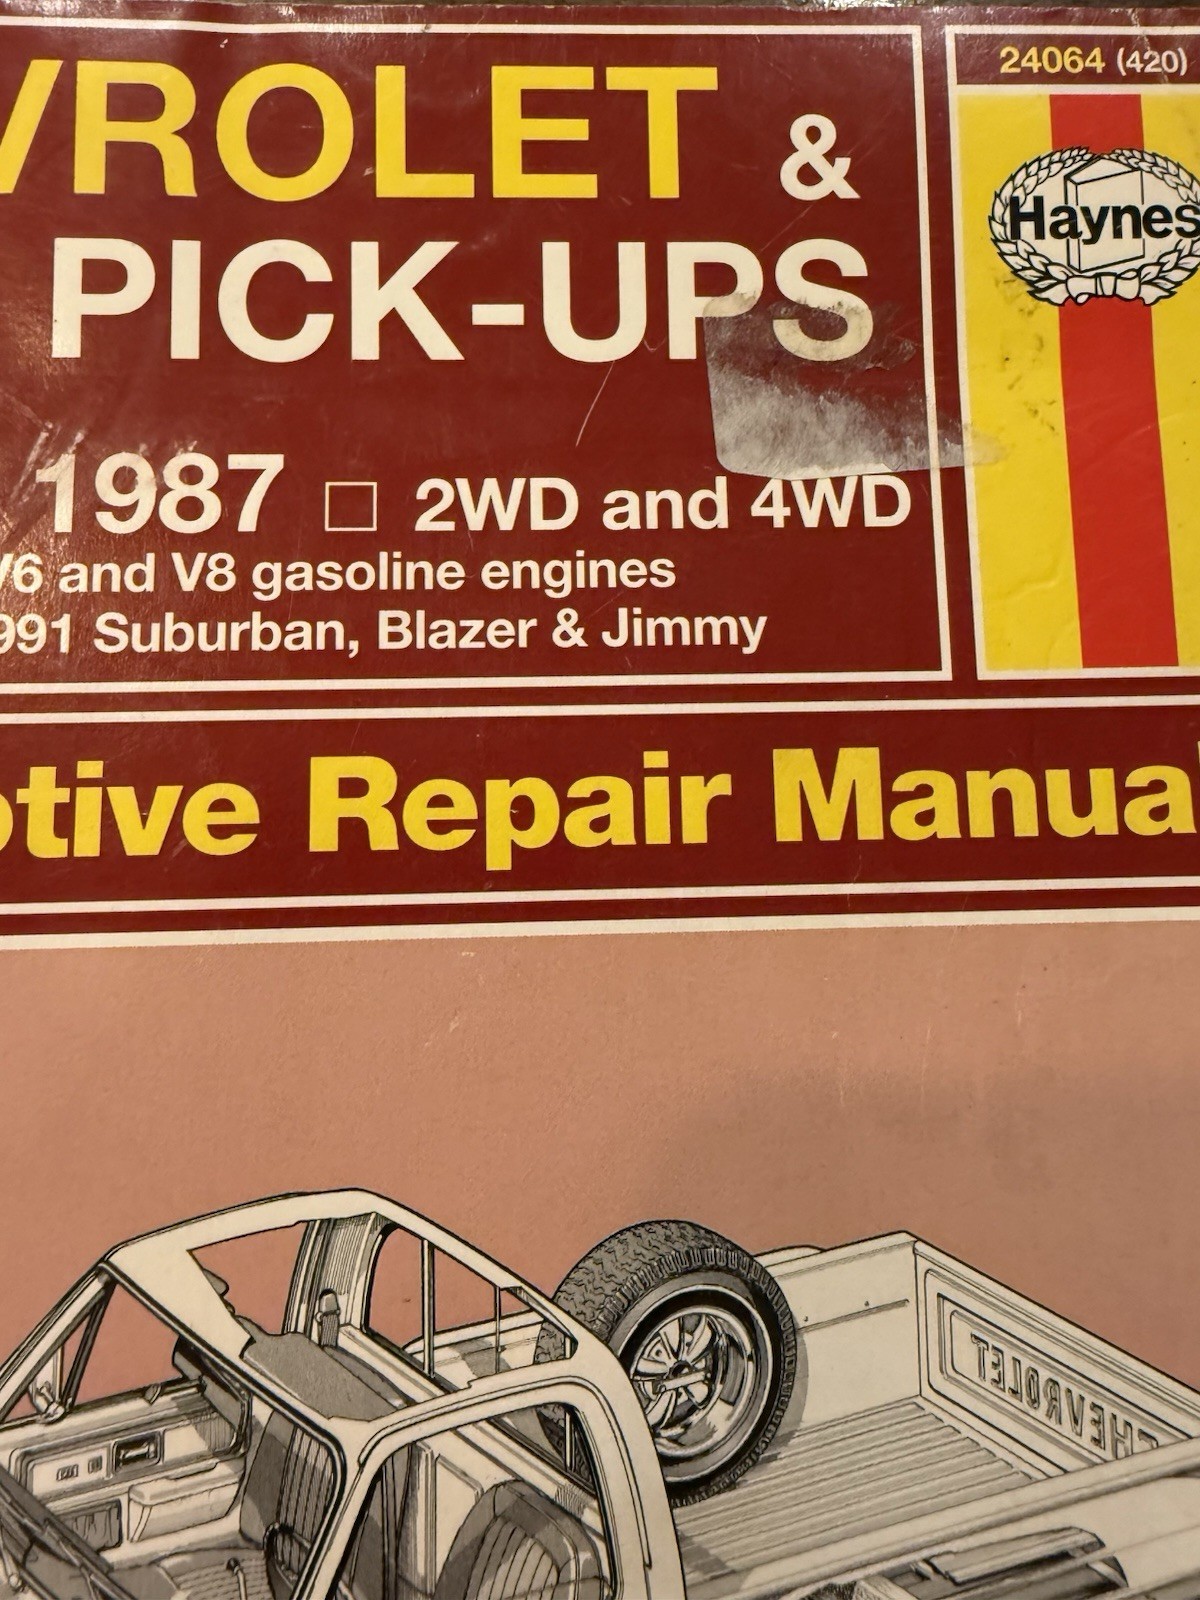 VROLET &
PICK-UPS
1987 □ 2WD and 4WD
V6 and V8 gasoline engines
991 Suburban, Blazer & Jimmy
24064 (420)
Haynes
otive Repair Manual
CHEVROLET